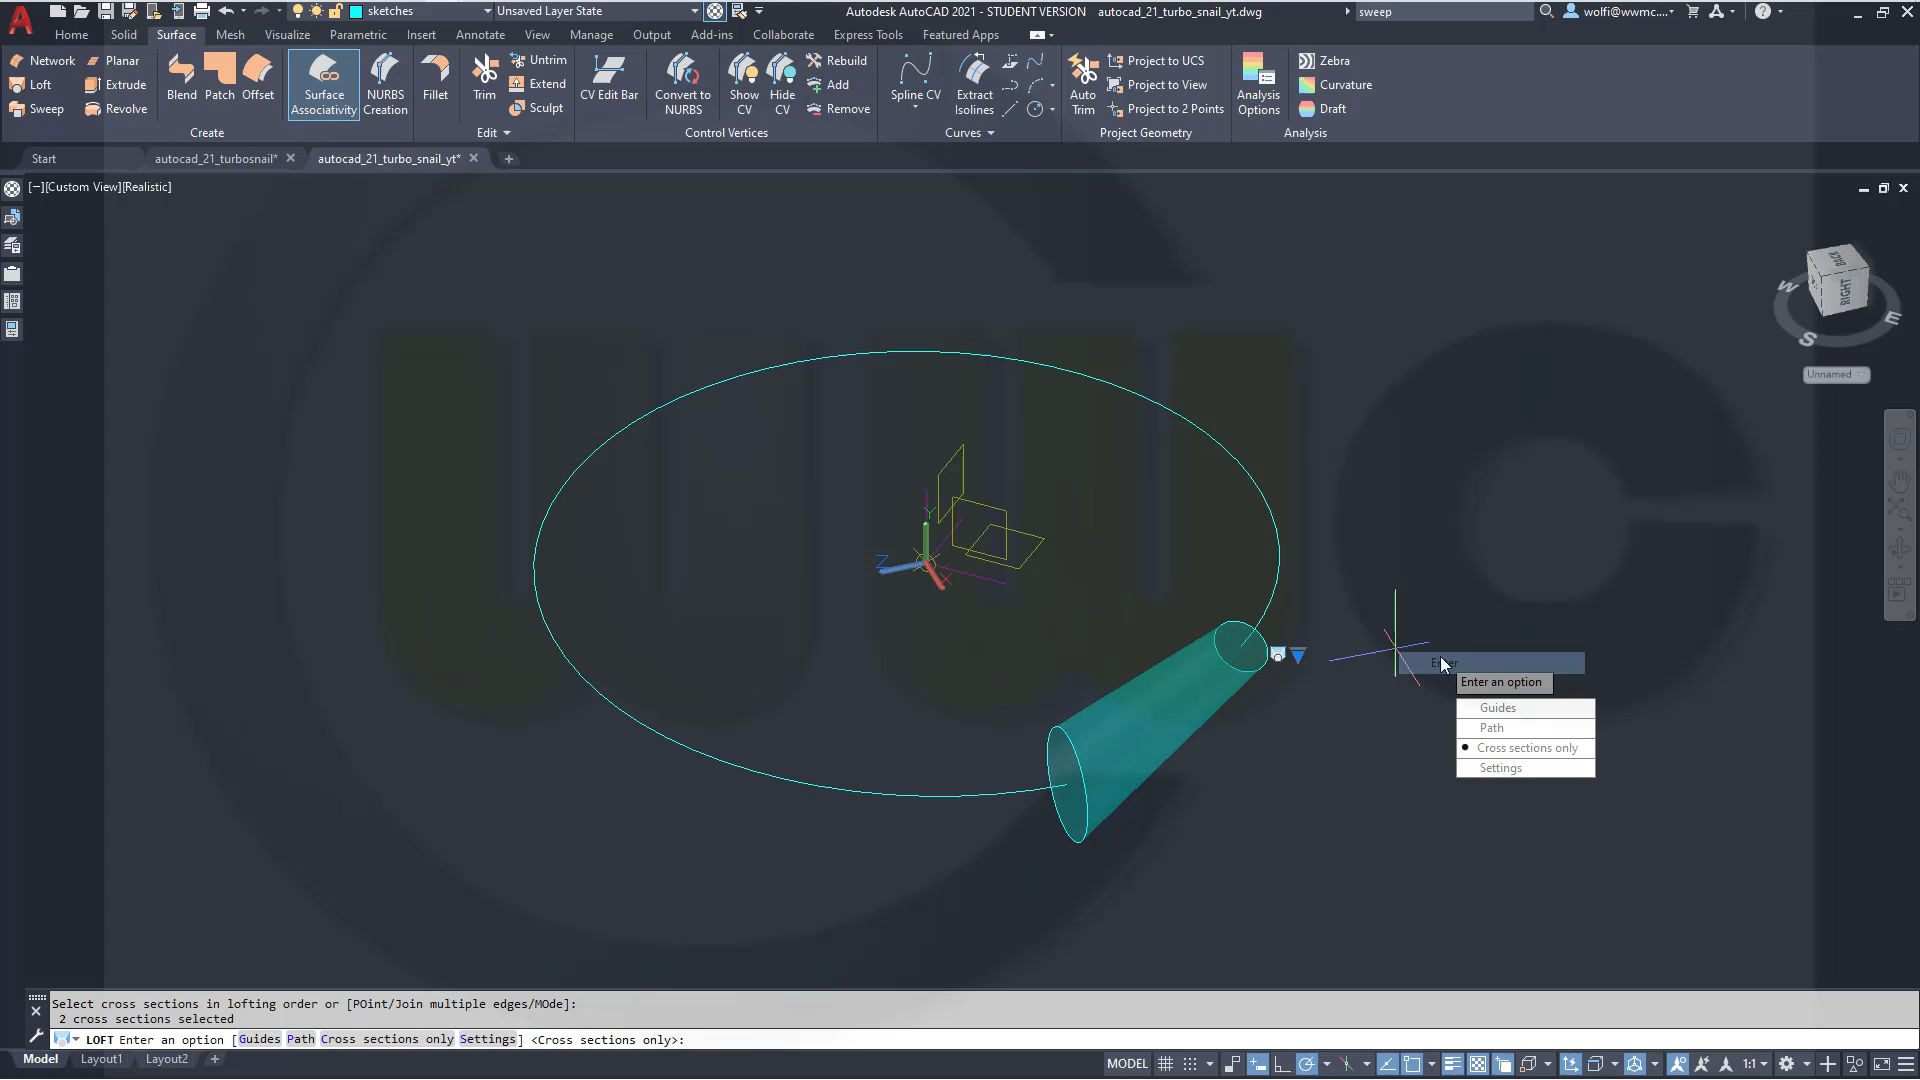 sketches
Unsaved Layer State
Autodesk AutoCAD 2021 - STUDENT VERSION autocad_21_turbo_snail_yt.dwg
sweep
wolfi@wwmc....
Home Solid Surface Mesh Visualize Parametric Insert Annotate View Manage Output Add-ins Collaborate Express Tools Featured Apps
Network Planar
Loft Extrude
Sweep Revolve
Create
Blend Patch Offset
Surface Associativity
NURBS Creation
Fillet
Trim
Untrim
Extend
Sculpt
Edit
CV Edit Bar
Convert to NURBS
Show CV
Hide CV
Rebuild
Add
Remove
Control Vertices
Spline CV
Extract Isolines
Curves
Auto Trim
Project to UCS
Project to View
Project to 2 Points
Project Geometry
Analysis Options
Zebra
Curvature
Draft
Analysis
Start autocad_21_turbosnail* autocad_21_turbo_snail_yt*
[−][Custom View][Realistic]
BACK
RIGHT
W
E
S
Unnamed
Y
Z
X
UUUG
Enter an option
Guides
Path
Cross sections only
Settings
Select cross sections in lofting order or [POint/Join multiple edges/MOde]:
2 cross sections selected
LOFT Enter an option [Guides Path Cross sections only Settings] <Cross sections only>:
Model Layout1 Layout2
MODEL
1:1